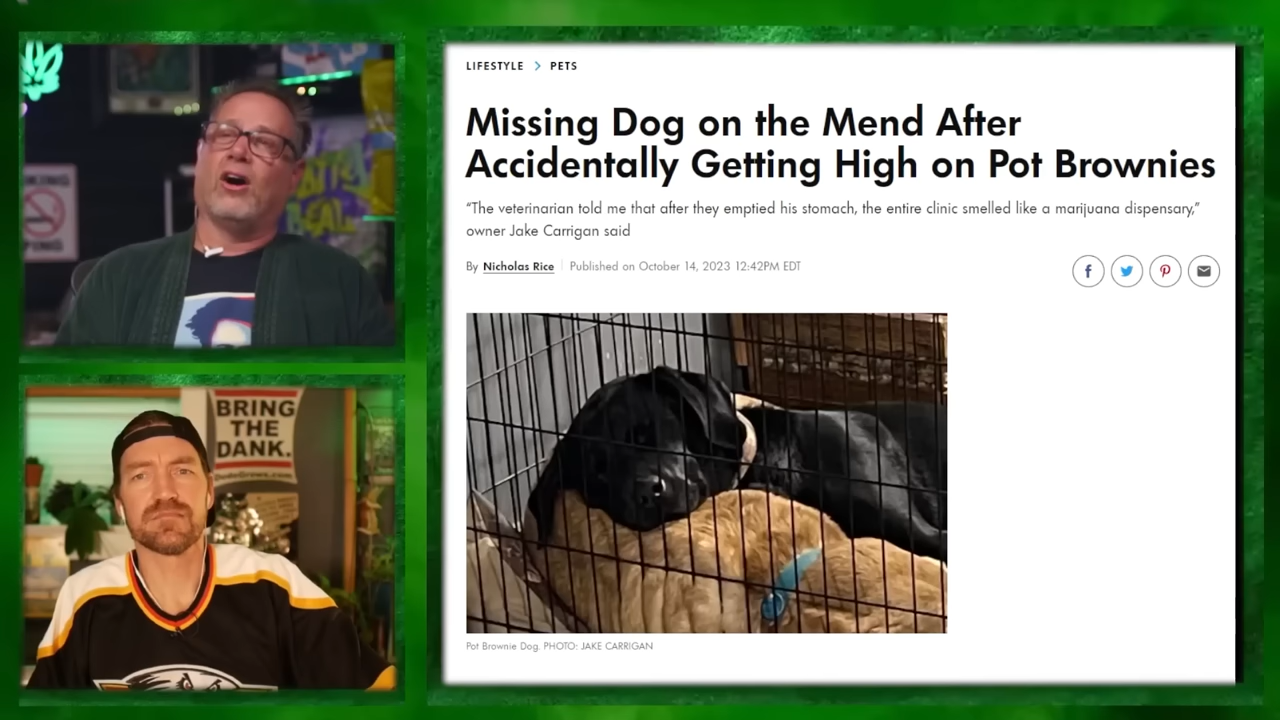 LIFESTYLE > PETS
Missing Dog on the Mend After
Accidentally Getting High on Pot Brownies
“The veterinarian told me that after they emptied his stomach, the entire clinic smelled like a marijuana dispensary,”
owner Jake Carrigan said
By Nicholas Rice | Published on October 14, 2023 12:42PM EDT
Pot Brownie Dog. PHOTO: JAKE CARRIGAN
BRING
THE
DANK.